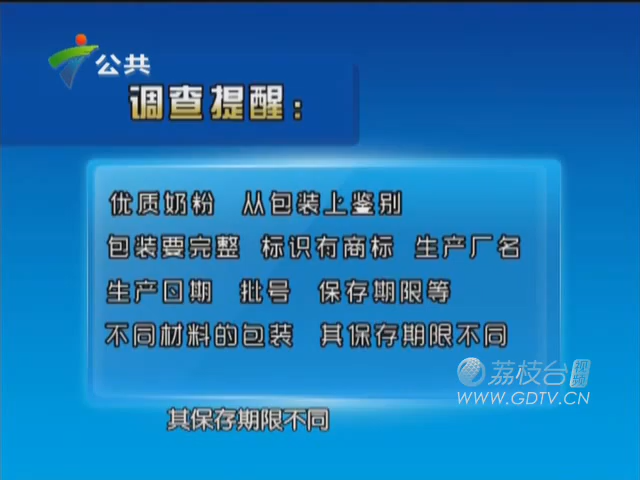 公共
调查提醒：
优质奶粉 从包装上鉴别
包装要完整 标识有商标 生产厂名
生产日期 批号 保存期限等
不同材料的包装 其保存期限不同
荔枝台 视频
WWW.GDTV.CN
其保存期限不同